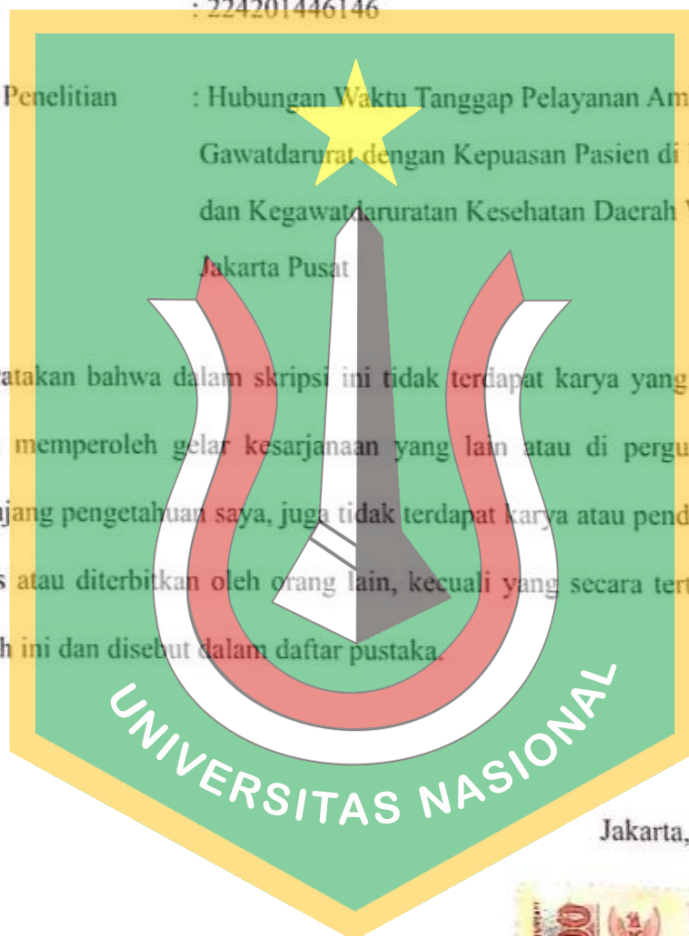 : 224201446146
Penelitian : Hubungan Waktu Tanggap Pelayanan Am
Gawatdarurat dengan Kepuasan Pasien di
dan Kegawatdaruratan Kesehatan Daerah
Jakarta Pusat
atakan bahwa dalam skripsi ini tidak terdapat karya yang
memperoleh gelar kesarjanaan yang lain atau di pergu
jang pengetahuan saya, juga tidak terdapat karya atau pend
s atau diterbitkan oleh orang lain, kecuali yang secara tert
h ini dan disebut dalam daftar pustaka.
UNIVERSITAS NASIONAL
Jakarta,